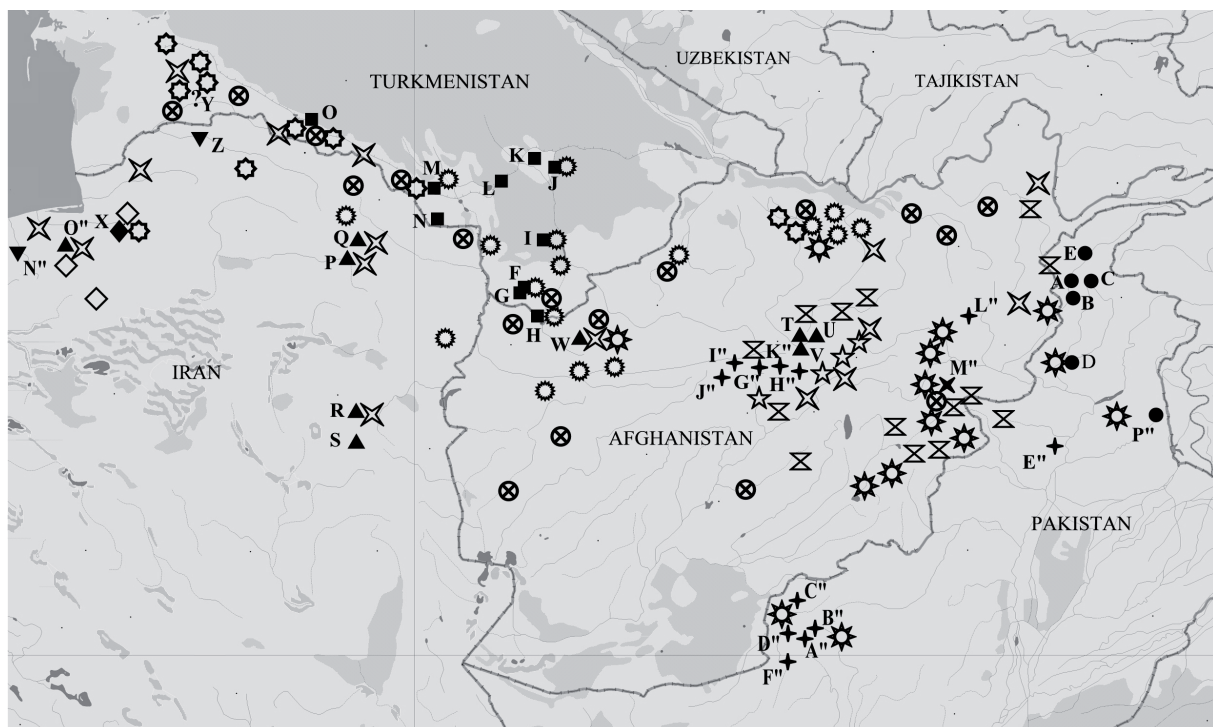 UZBEKISTAN
TAJIKISTAN
TURKMENISTAN
?Y
O
Z
K
J
M
L
N
X
O"
N"
Q
P
I
E
A
C
B
F
G
H
L"
W
T
U
K"
V
I"
J"
G"
H"
M"
D
IRAN
R
S
AFGHANISTAN
P"
E"
PAKISTAN
C"
B"
D"
A"
F"